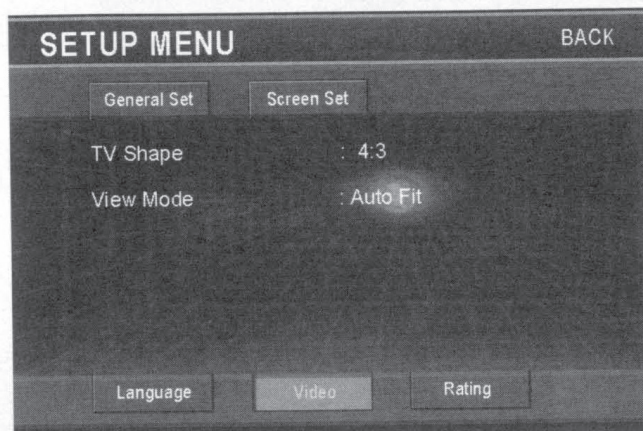 SETUP MENU BACK
General Set Screen Set
TV Shape : 4:3
View Mode : Auto Fit
Language Video Rating